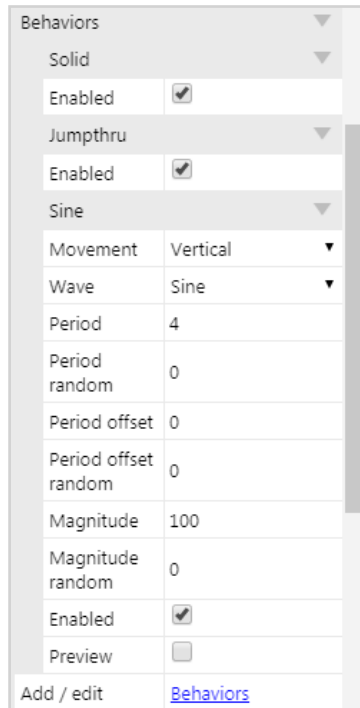 Behaviors
Solid
Enabled
Jumpthru
Enabled
Sine
Movement Vertical
Wave Sine
Period 4
Period
random 0
Period offset 0
Period offset
random 0
Magnitude 100
Magnitude
random 0
Enabled
Preview
Add / edit Behaviors